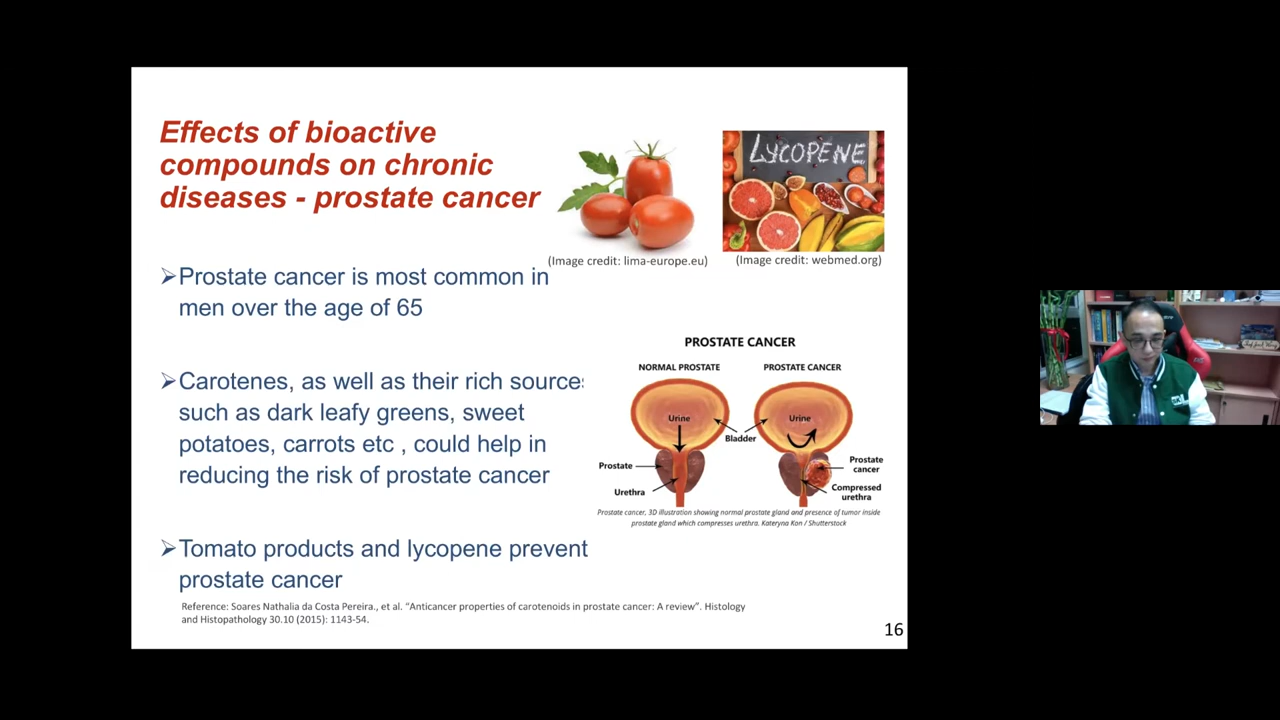 Effects of bioactive
compounds on chronic
diseases - prostate cancer
LYCOPENE
(Image credit: lima-europe.eu)
(Image credit: webmed.org)
➢Prostate cancer is most common in
men over the age of 65
➢Carotenes, as well as their rich sources
such as dark leafy greens, sweet
potatoes, carrots etc , could help in
reducing the risk of prostate cancer
➢Tomato products and lycopene prevent
prostate cancer
PROSTATE CANCER
NORMAL PROSTATE
PROSTATE CANCER
Urine
Urine
Bladder
Prostate
Urethra
Prostate
cancer
Compressed
urethra
Prostate cancer, 3D illustration showing normal prostate gland and presence of tumor inside
prostate gland which compresses urethra. Kateryna Kon / Shutterstock
Reference: Soares Nathalia da Costa Pereira., et al. “Anticancer properties of carotenoids in prostate cancer: A review”. Histology
and Histopathology 30.10 (2015): 1143-54.
16